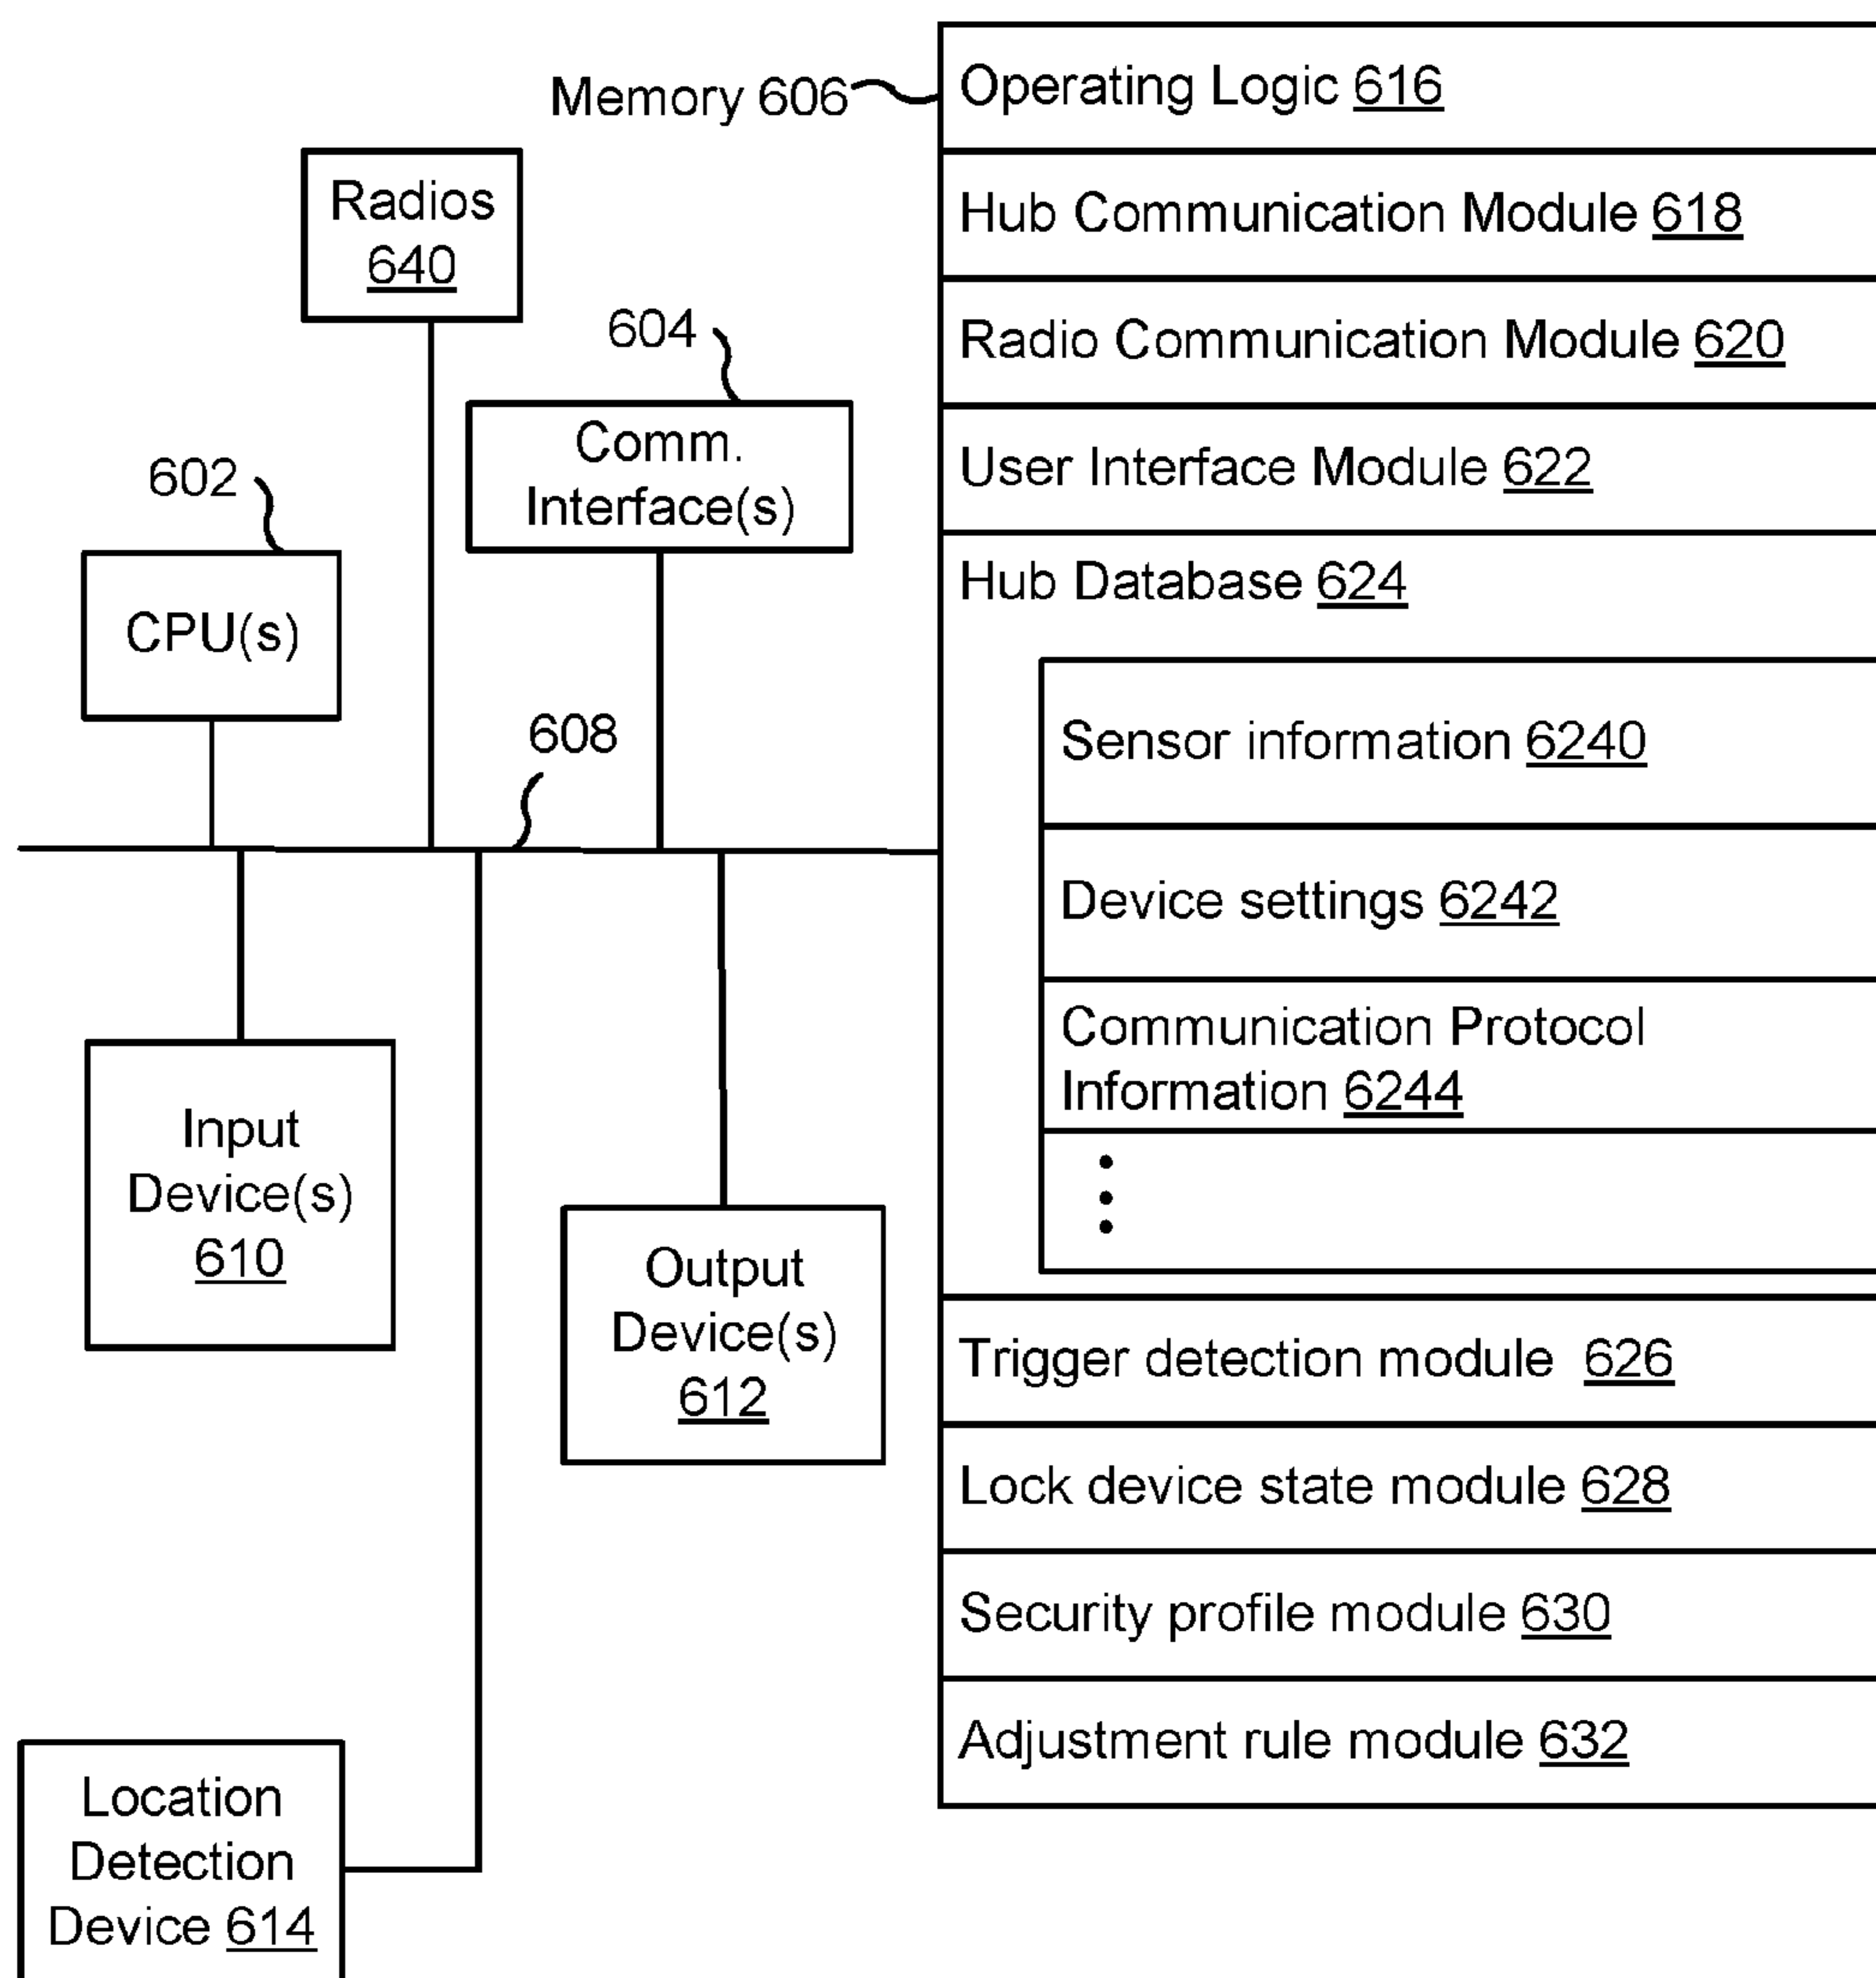 Memory 606
Radios
640
604
Comm.
Interface(s)
602
CPU(s)
608
Input
Device(s)
610
Output
Device(s)
612
Location
Detection
Device 614
Operating Logic 616
Hub Communication Module 618
Radio Communication Module 620
User Interface Module 622
Hub Database 624
Sensor information 6240
Device settings 6242
Communication Protocol
Information 6244
Trigger detection module 626
Lock device state module 628
Security profile module 630
Adjustment rule module 632